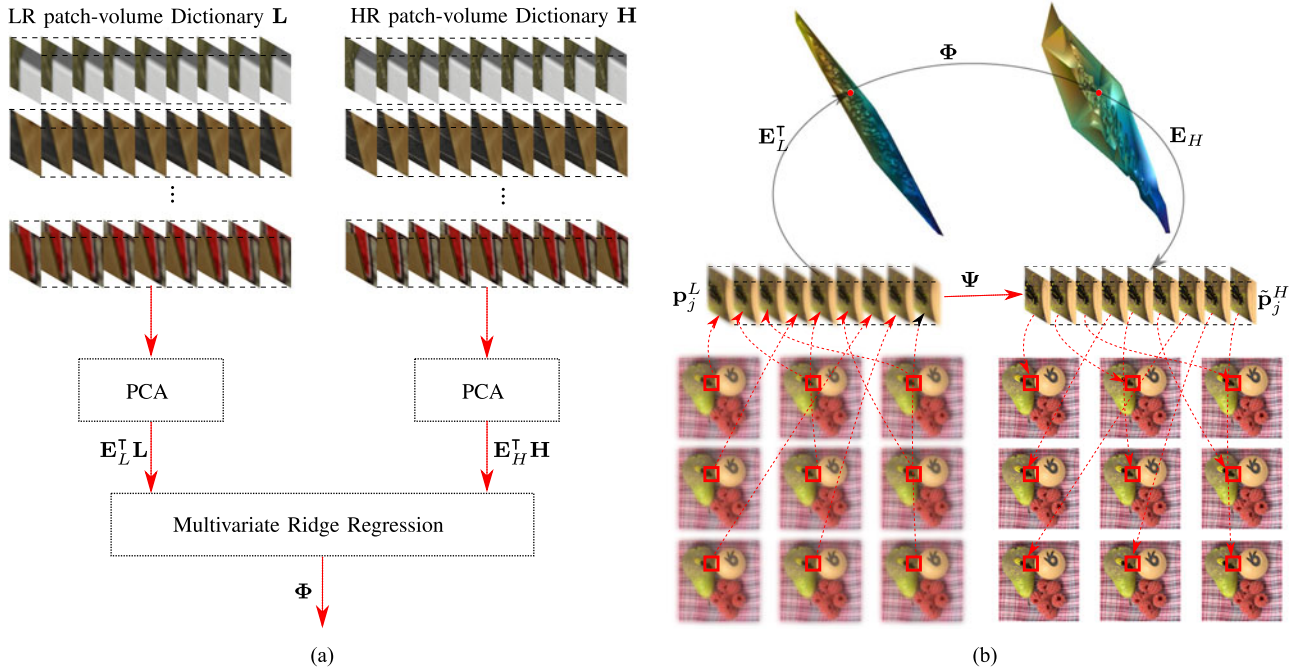 LR patch-volume Dictionary L
HR patch-volume Dictionary H
⋮
⋮
PCA
PCA
E_L^⊺ L
E_H^⊺ H
Multivariate Ridge Regression
Φ
(a)
Φ
E_L^⊺
E_H
p_j^L
Ψ
p̃_j^H
(b)